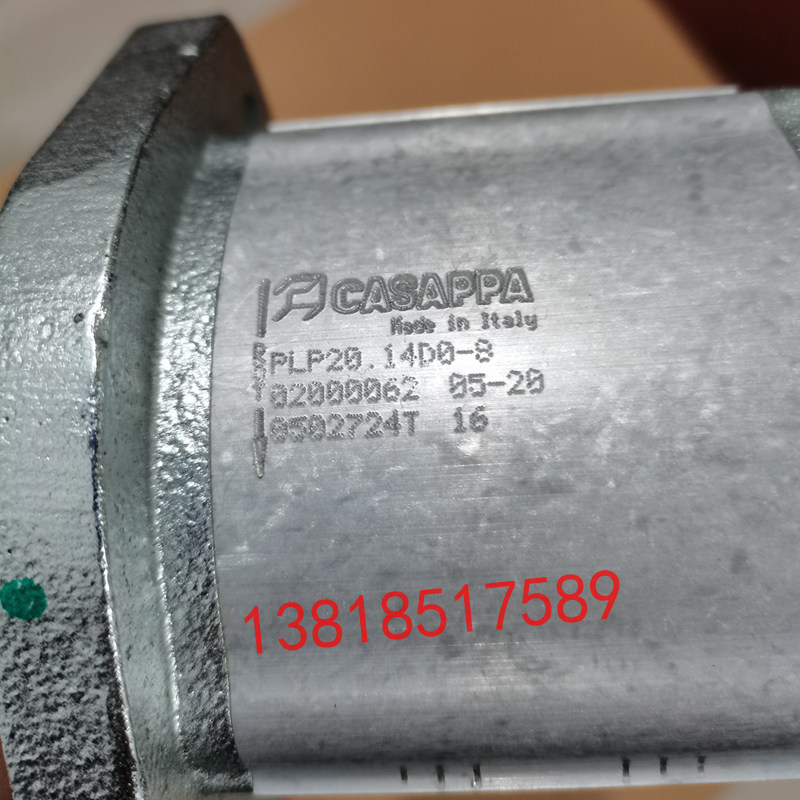 CASAPPA
Made in Italy
PLP20.14D0-8
02000062 05-20
0502724T 16
13818517589